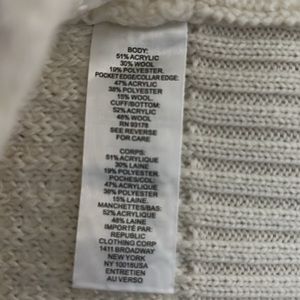 BODY:
51% ACRYLIC
30% WOOL
19% POLYESTER.
POCKET EDGE/COLLAR EDGE:
47% ACRYLIC
38% POLYESTER
15% WOOL.
CUFF/BOTTOM:
52% ACRYLIC
48% WOOL
RN 93178
SEE REVERSE
FOR CARE
CORPS:
51% ACRYLIQUE
30% LAINE
19% POLYESTER.
POCHES/COL:
47% ACRYLIQUE
38% POLYESTER
15% LAINE.
MANCHETTES/BAS:
52% ACRYLIQUE
48% LAINE
IMPORTÉ PAR:
REPUBLIC
CLOTHING CORP
1411 BROADWAY
NEW YORK
NY 10018USA
ENTRETIEN
AU VERSO